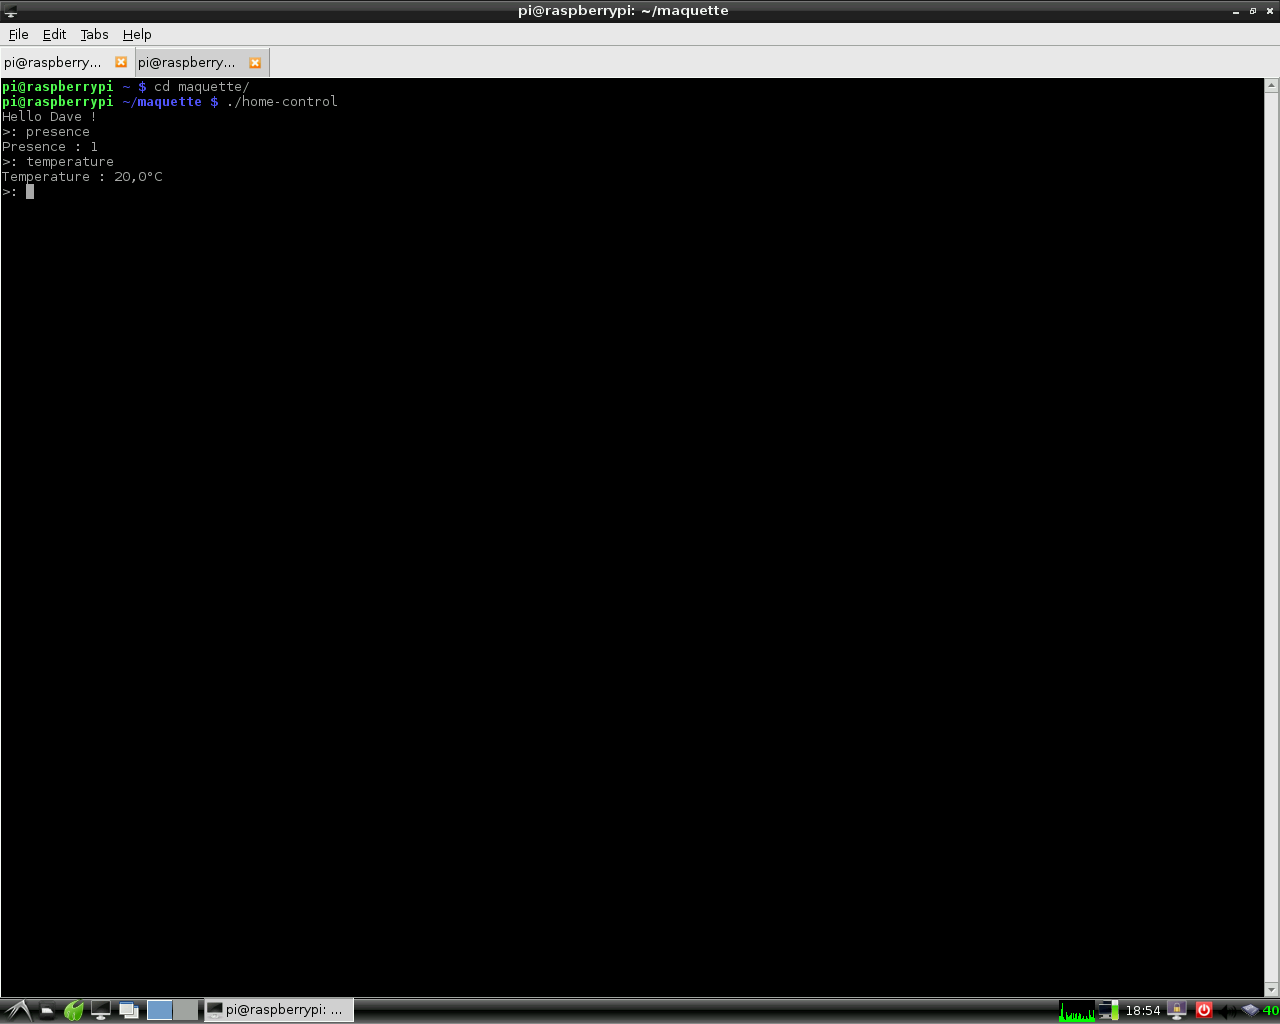 pi@raspberrypi: ~/maquette
File Edit Tabs Help
pi@raspberry... pi@raspberry...
pi@raspberrypi ~ $ cd maquette/
pi@raspberrypi ~/maquette $ ./home-control
Hello Dave !
>: presence
Presence : 1
>: temperature
Temperature : 20,0°C
>:
pi@raspberrypi: ... 18:54 40